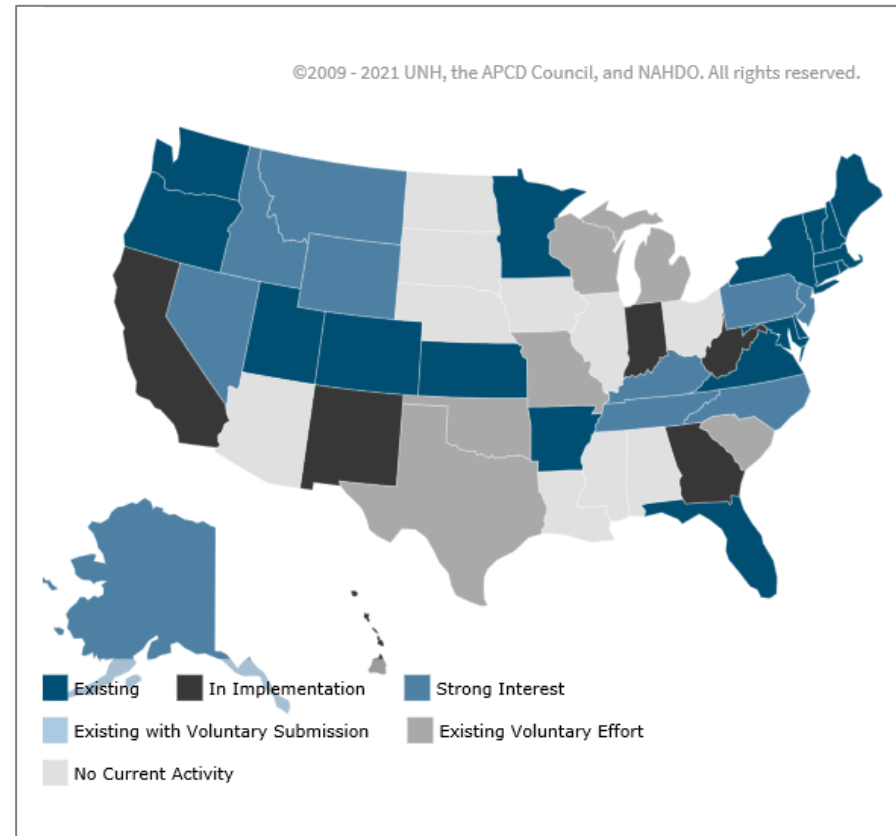 ©2009 - 2021 UNH, the APCD Council, and NAHDO. All rights reserved.
Existing In Implementation Strong Interest
Existing with Voluntary Submission Existing Voluntary Effort
No Current Activity